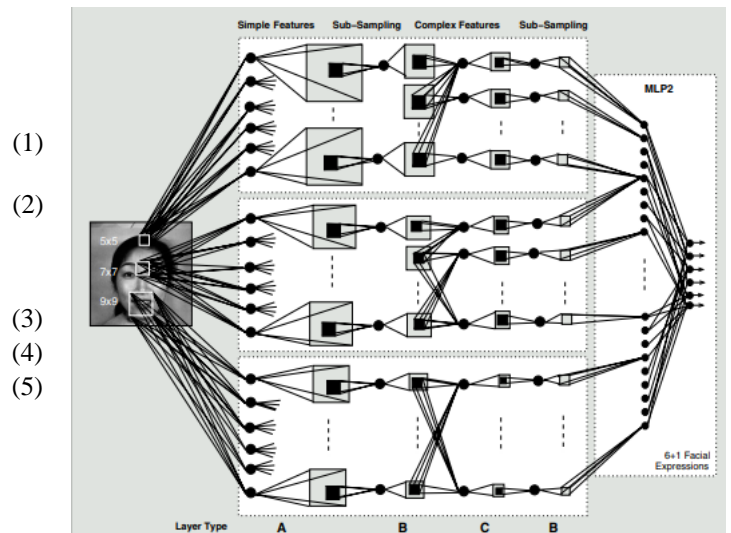 Simple Features Sub-Sampling Complex Features Sub-Sampling
MLP2
(1)
(2)
5x5
7x7
9x9
(3)
(4)
(5)
6+1 Facial
Expressions
Layer Type A B C B